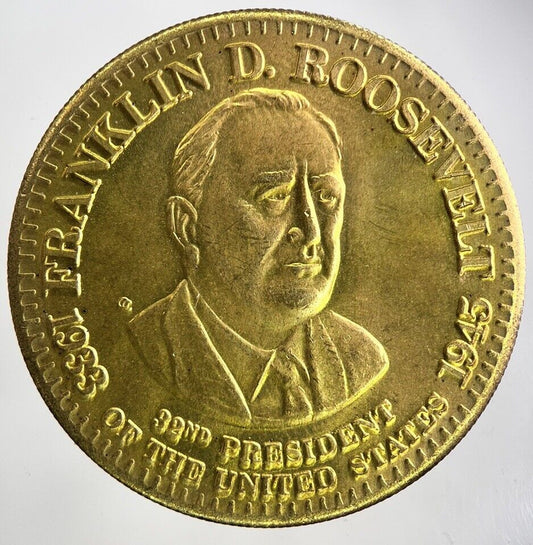 FRANKLIN D. ROOSEVELT
1933
1945
32ND PRESIDENT
OF THE UNITED STATES